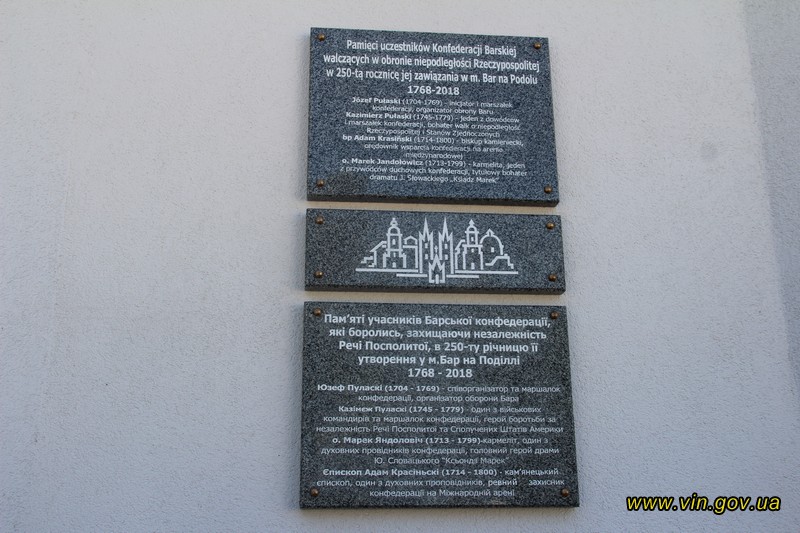 Pamięci uczestników Konfederacji Barskiej
walczących w obronie niepodległości Rzeczypospolitej
w 250-tą rocznicę jej zawiązania w m. Bar na Podolu
1768-2018
Józef Pułaski (1704-1769) - inicjator i marszałek
konfederacji, organizator obrony Baru
Kazimierz Pułaski (1745-1779) - jeden z dowódców
i marszałek konfederacji, bohater walk o niepodległość
Rzeczypospolitej i Stanów Zjednoczonych
bp Adam Krasiński (1714-1800) - biskup kamieniecki,
orędownik wsparcia konfederacji na arenie
międzynarodowej
o. Marek Jandołowicz (1713-1799) - karmelita, jeden
z przywódców duchowych konfederacji, tytułowy bohater
dramatu J. Słowackiego „Ksiądz Marek"
Пам'яті учасників Барської конфедерації,
які боролись, захищаючи незалежність
Речі Посполитої, в 250-ту річницю її
утворення у м.Бар на Поділлі
1768 - 2018
Юзеф Пуласкі (1704 - 1769) - співорганізатор та маршалок
конфедерації, організатор оборони Бара
Казімєж Пуласкі (1745 - 1779) - один з військових
командирів та маршалок конфедерації, герой боротьби за
незалежність Речі Посполитої та Сполучених Штатів Америки
о. Марек Яндоловіч (1713 - 1799)-кармеліт, один з
духовних провідників конфедерації, головний герой драми
Ю. Словацького "Ксьондз Марек"
Єпископ Адам Красіньскі (1714 - 1800) - кам'янецький
єпископ, один з духовних проповідників, ревний захисник
конфедерації на Міжнародній арені
www.vin.gov.ua